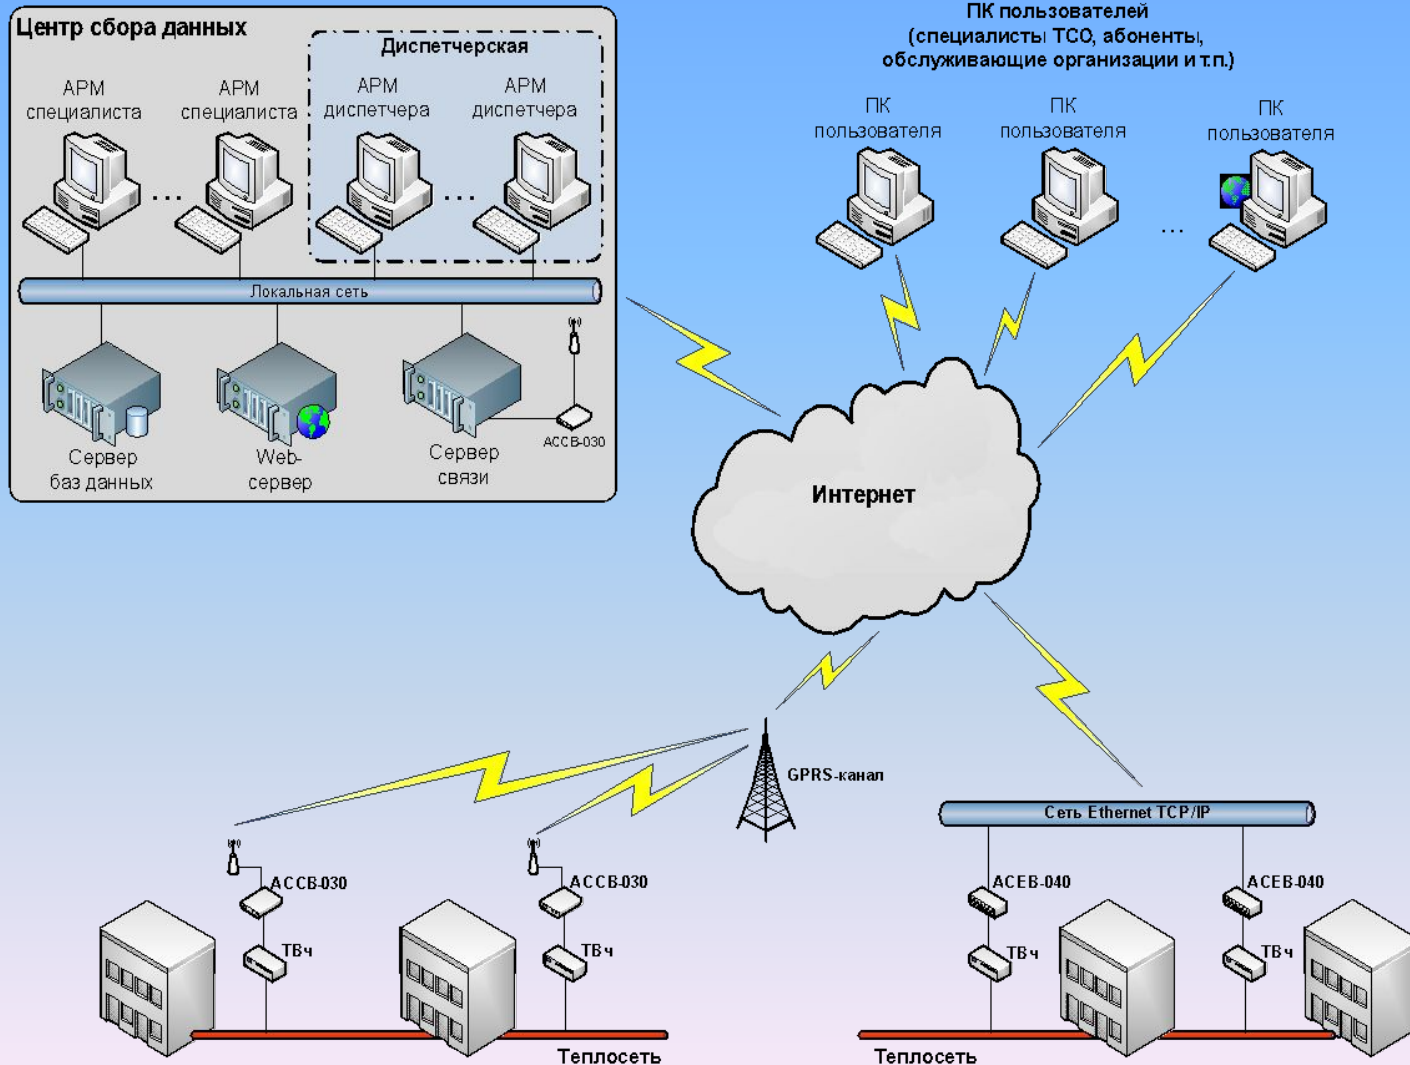 Центр сбора данных
Диспетчерская
АРМ
специалиста
АРМ
специалиста
АРМ
диспетчера
АРМ
диспетчера
Локальная сеть
Сервер
баз данных
Web-
сервер
Сервер
связи
АССВ-030
ПК пользователей
(специалисты ТСО, абоненты,
обслуживающие организации и т.п.)
ПК
пользователя
ПК
пользователя
ПК
пользователя
Интернет
GPRS-канал
Сеть Ethernet TCP/IP
АССВ-030
ТВч
АССВ-030
ТВч
АСЕВ-040
ТВч
АСЕВ-040
ТВч
Теплосеть
Теплосеть